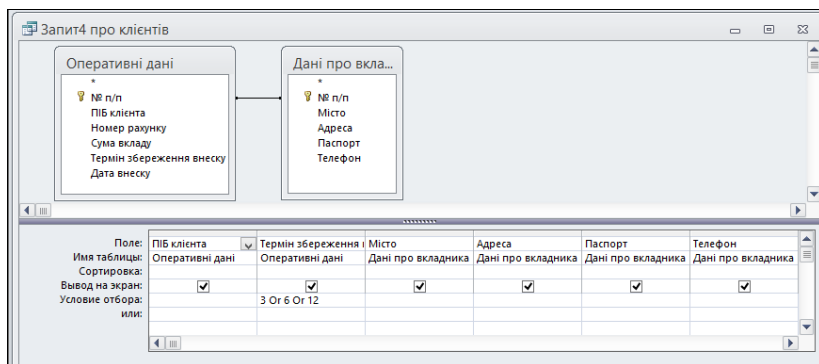 Запит4 про клієнтів
Оперативні дані
*
№ п/п
ПІБ клієнта
Номер рахунку
Сума вкладу
Термін збереження внеску
Дата внеску
Дані про вкла...
*
№ п/п
Місто
Адреса
Паспорт
Телефон
Поле: ПІБ клієнта Термін збереження Місто Адреса Паспорт Телефон
Имя таблицы: Оперативні дані Оперативні дані Дані про вкладника Дані про вкладника Дані про вкладника Дані про вкладника
Сортировка:
Вывод на экран:
Условие отбора: 3 Or 6 Or 12
или: